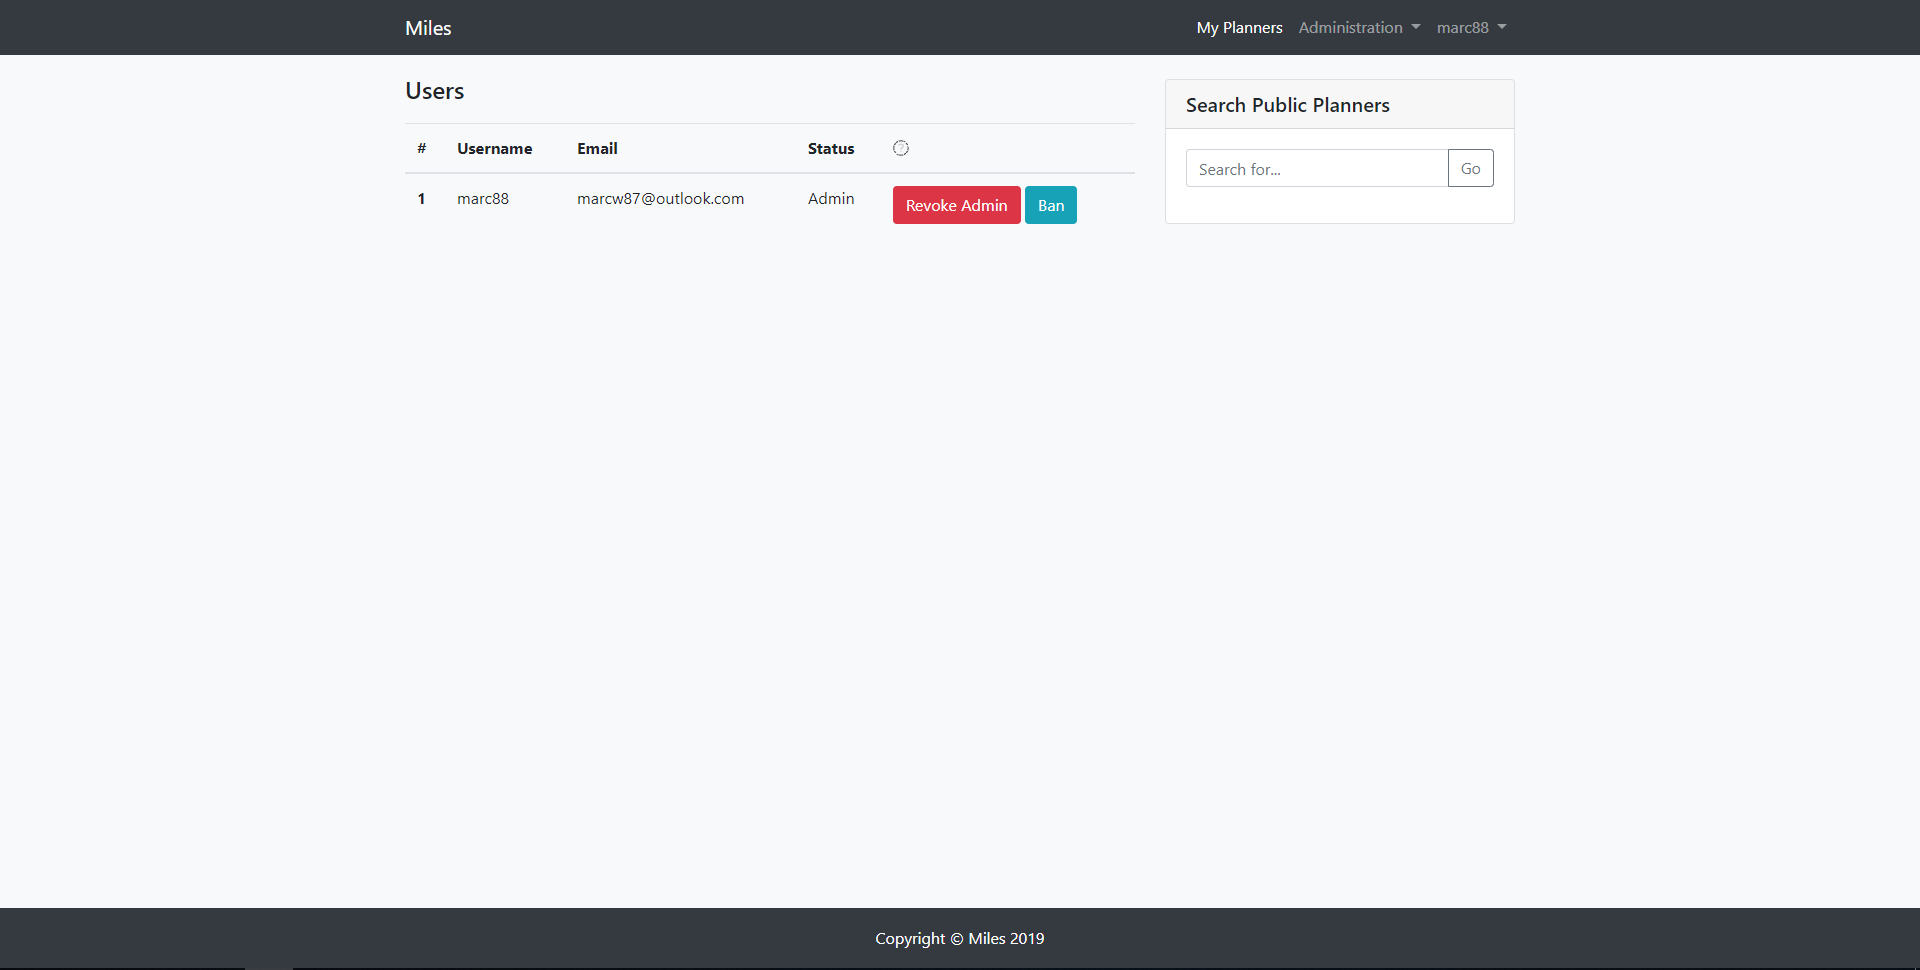 Miles
My Planners Administration marc88
Users
# Username Email Status
1 marc88 marcw87@outlook.com Admin Revoke Admin Ban
Search Public Planners
Search for... Go
Copyright © Miles 2019